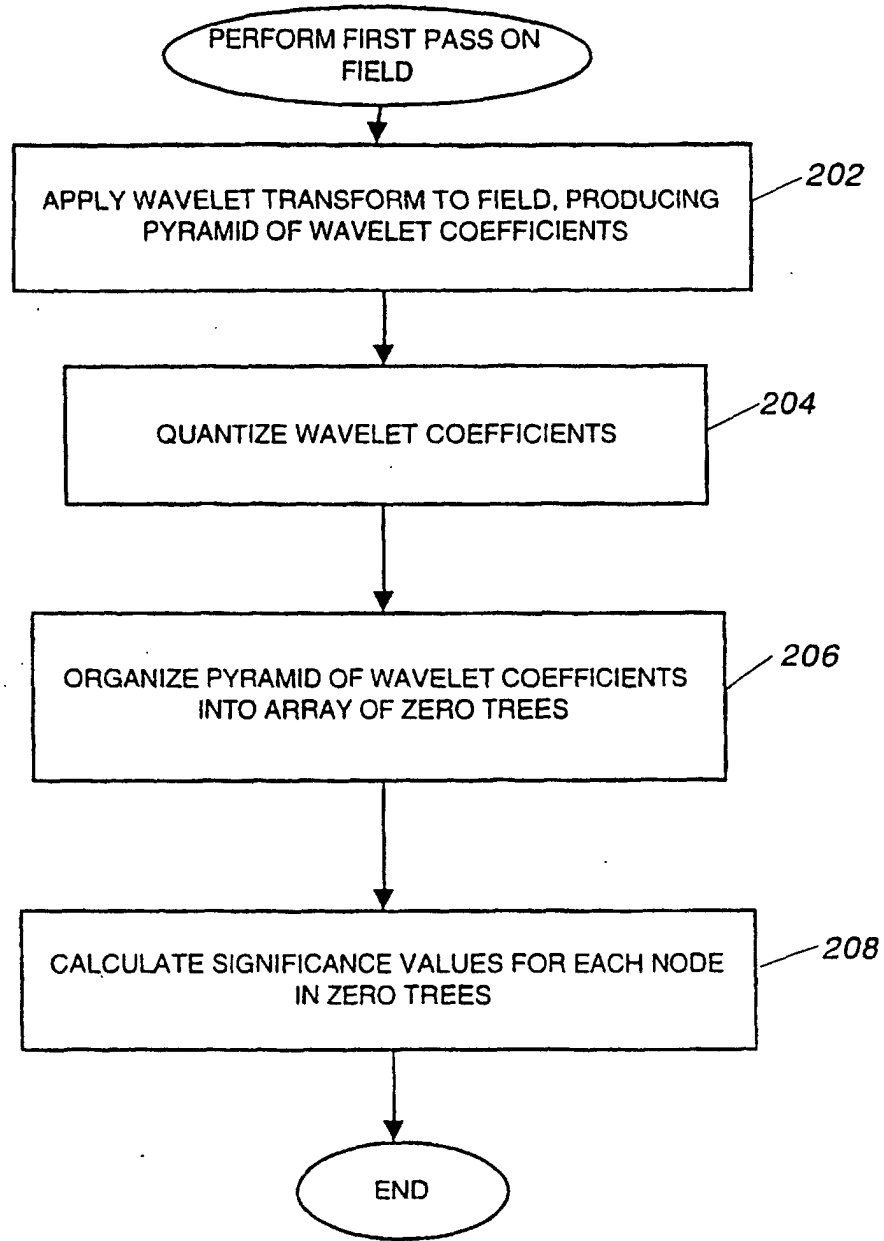 PERFORM FIRST PASS ON
FIELD
202
APPLY WAVELET TRANSFORM TO FIELD, PRODUCING
PYRAMID OF WAVELET COEFFICIENTS
204
QUANTIZE WAVELET COEFFICIENTS
206
ORGANIZE PYRAMID OF WAVELET COEFFICIENTS
INTO ARRAY OF ZERO TREES
208
CALCULATE SIGNIFICANCE VALUES FOR EACH NODE
IN ZERO TREES
END